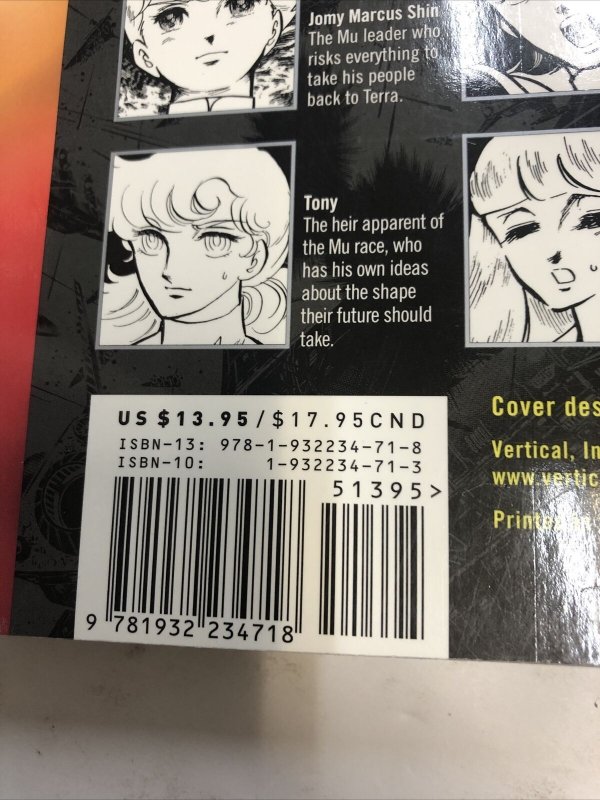 Jomy Marcus Shin
The Mu leader who
risks everything to
take his people
back to Terra.
Tony
The heir apparent of
the Mu race, who
has his own ideas
about the shape
their future should
take.
US $13.95/$17.95CND
ISBN-13: 978-1-932234-71-8
ISBN-10: 1-932234-71-3
51395>
9 781932 234718
Cover des
Vertical, In
www.vertic